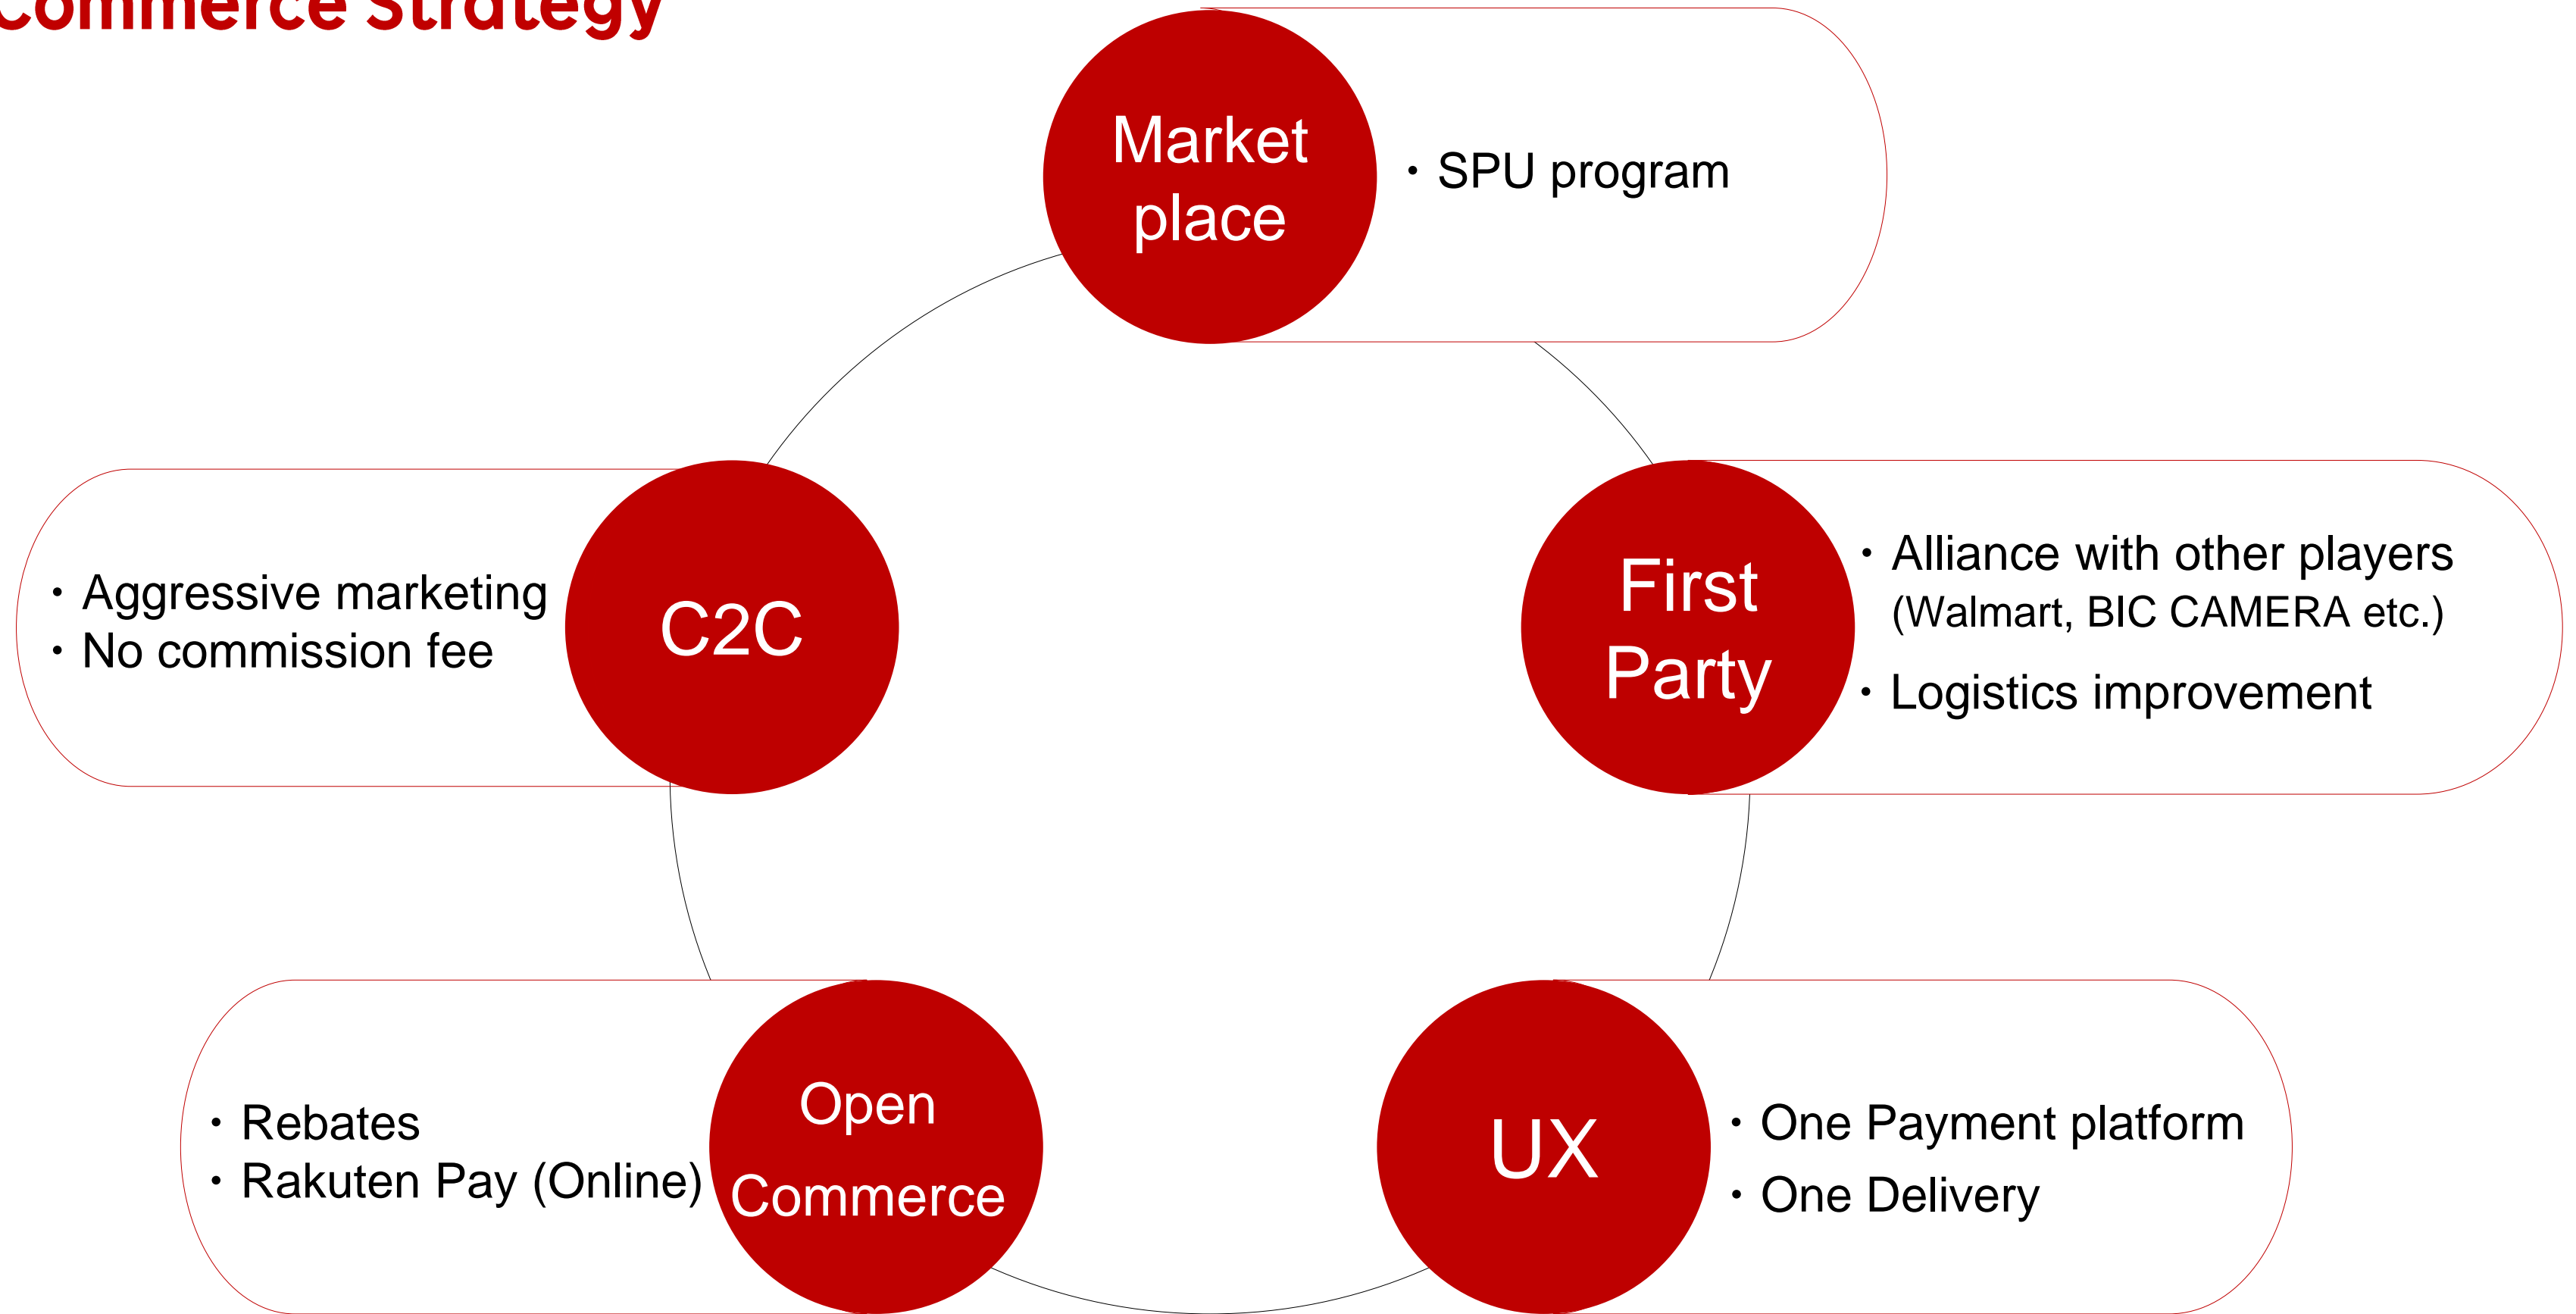 Commerce Strategy
Market
place
・SPU program
First
Party
・Alliance with other players
(Walmart, BIC CAMERA etc.)
・Logistics improvement
C2C
・Aggressive marketing
・No commission fee
Open
Commerce
・Rebates
・Rakuten Pay (Online)
UX
・One Payment platform
・One Delivery